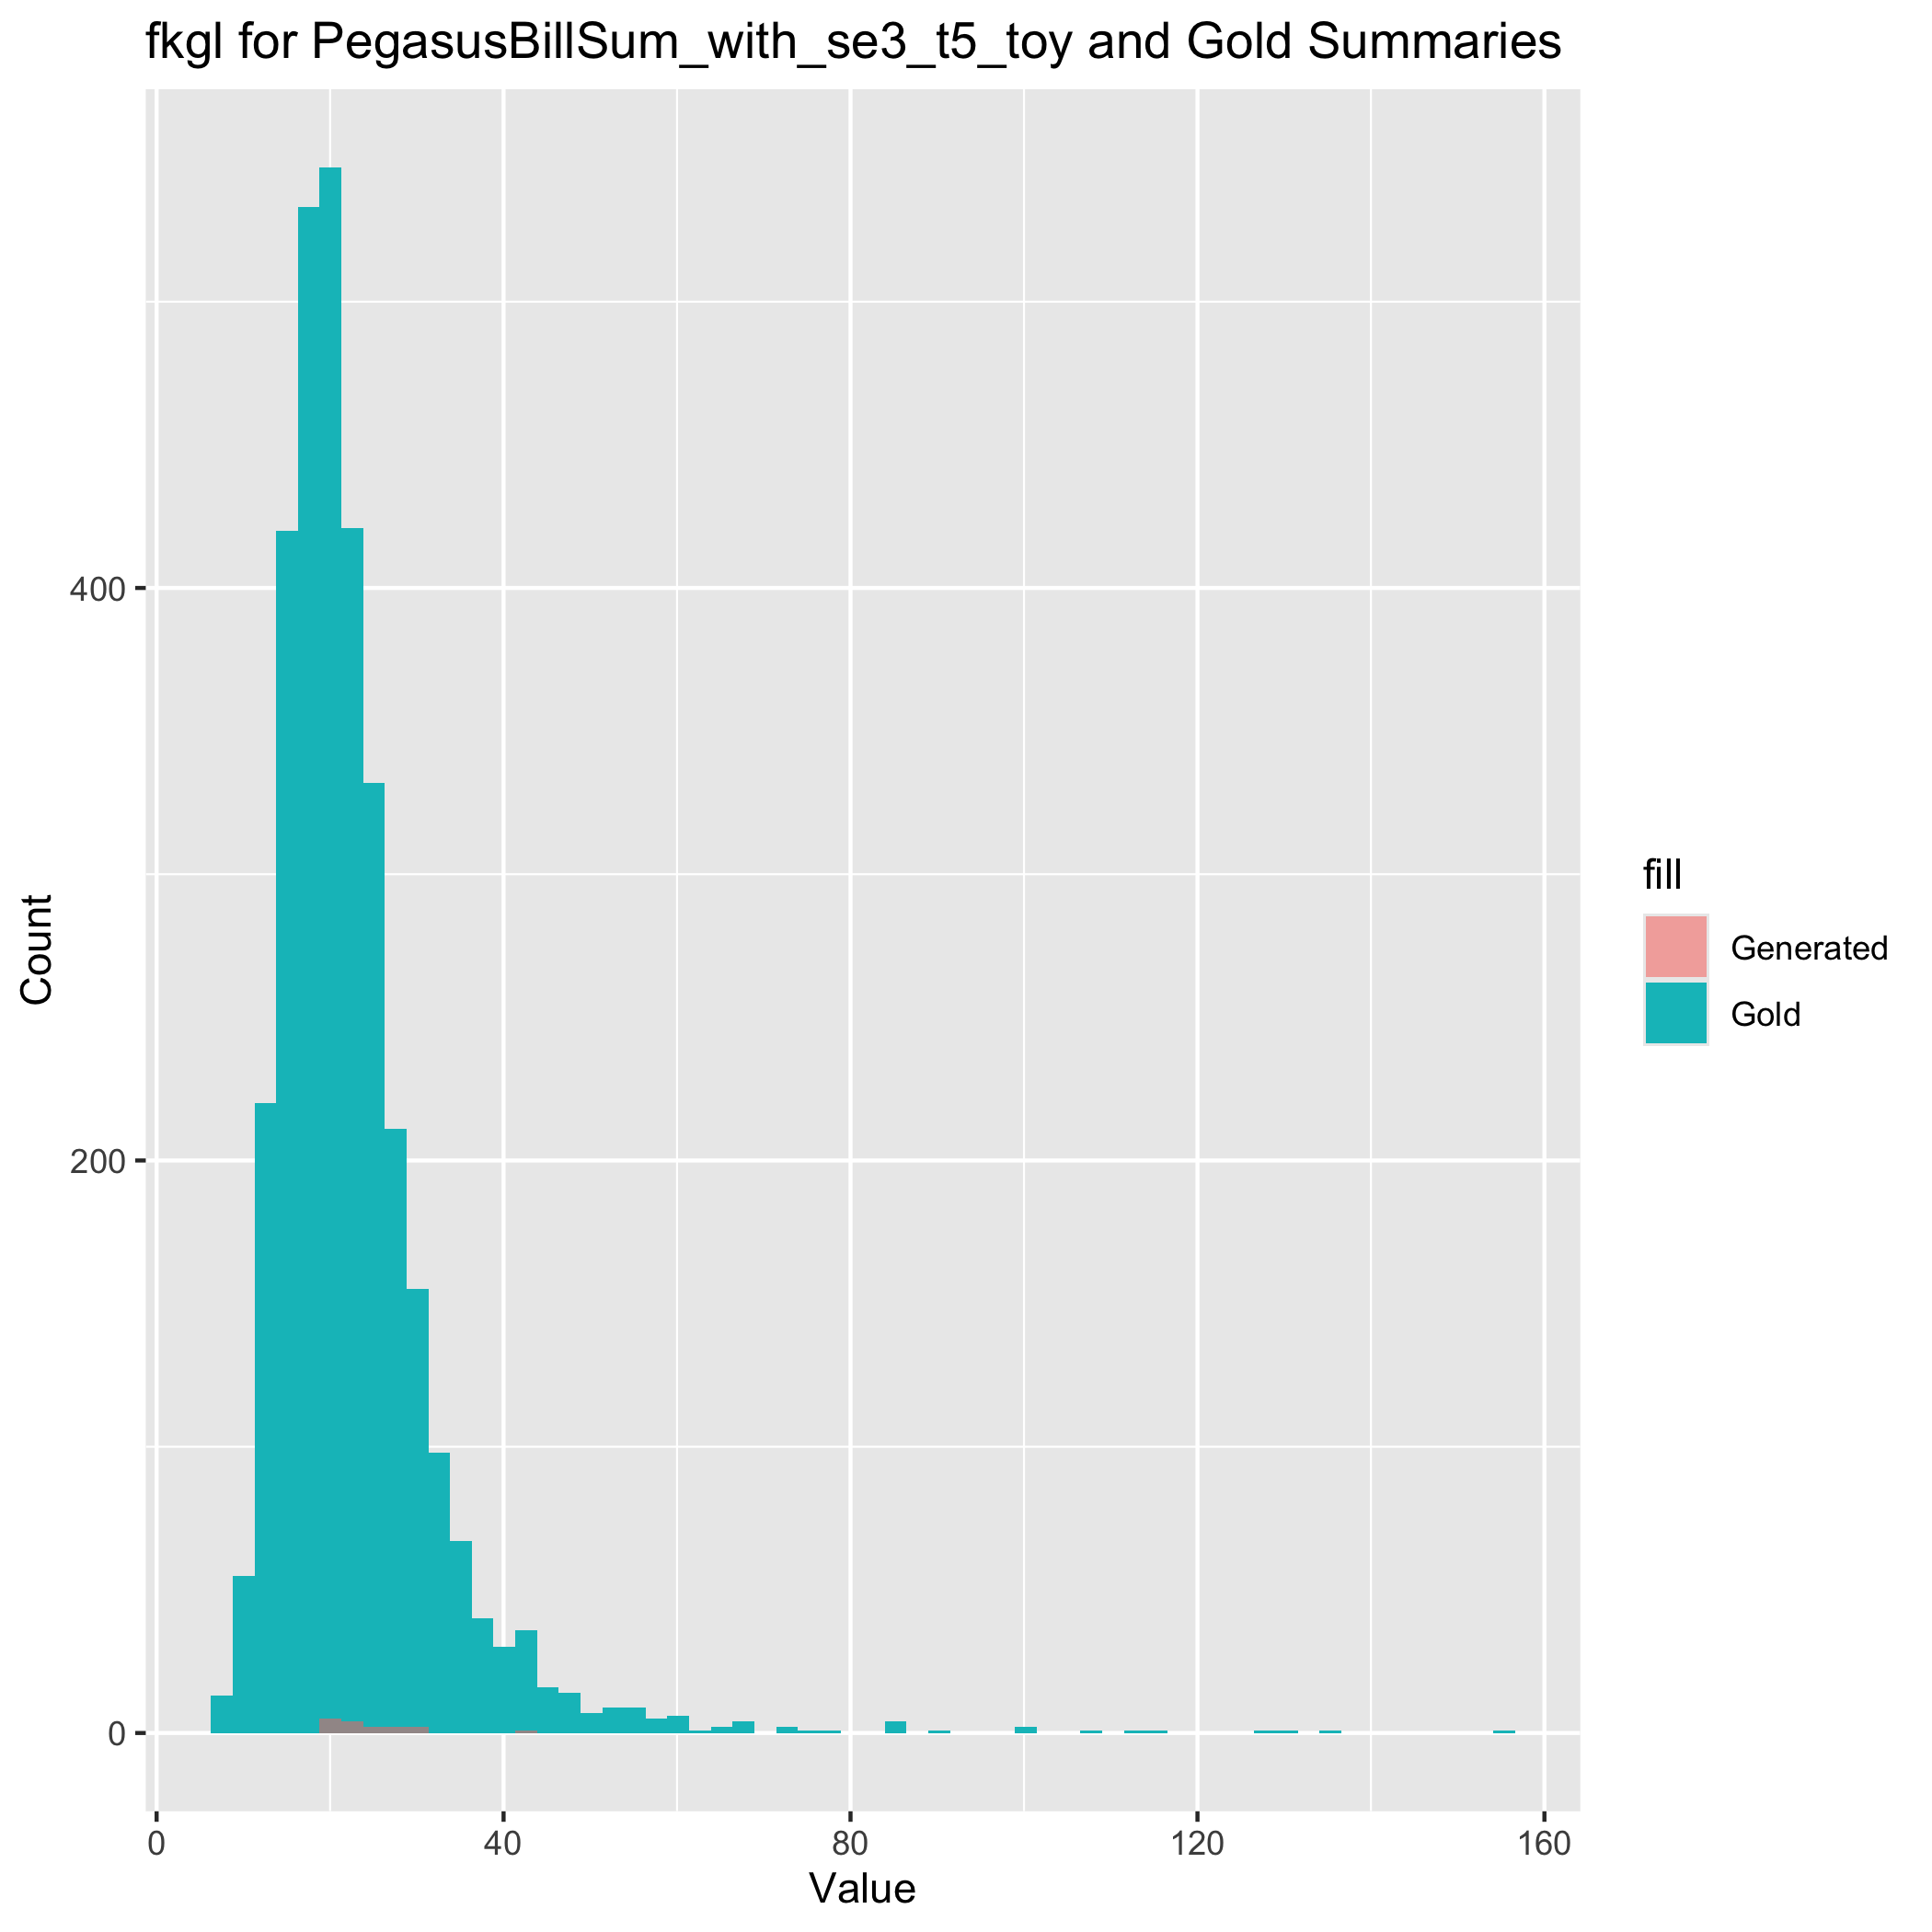 fkgl for PegasusBillSum_with_se3_t5_toy and Gold Summaries
Count
400
200
0
0 40 80 120 160
Value
fill
Generated
Gold